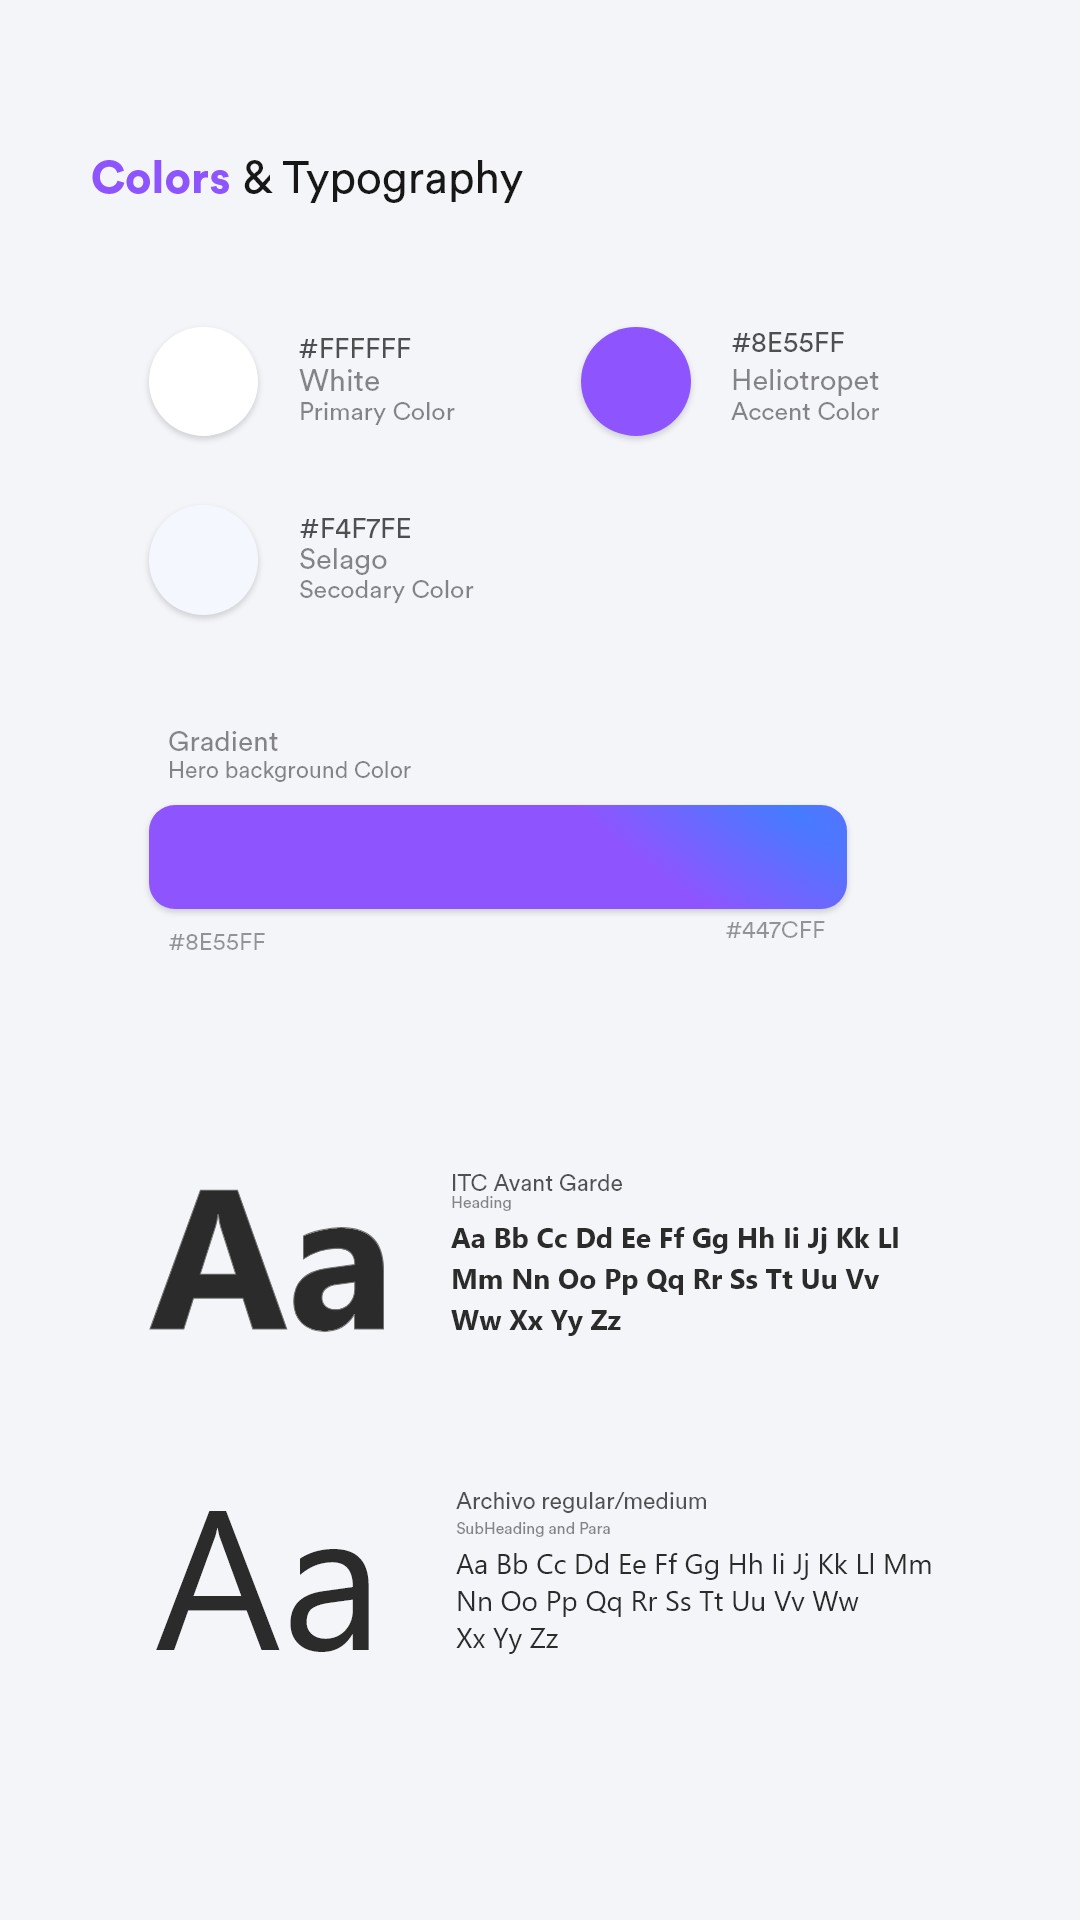 Colors & Typography
#FFFFFF
White
Primary Color
#8E55FF
Heliotropet
Accent Color
#F4F7FE
Selago
Secodary Color
Gradient
Hero background Color
#8E55FF
#447CFF
Aa
ITC Avant Garde
Heading
Aa Bb Cc Dd Ee Ff Gg Hh Ii Jj Kk Ll
Mm Nn Oo Pp Qq Rr Ss Tt Uu Vv
Ww Xx Yy Zz
Aa
Archivo regular/medium
SubHeading and Para
Aa Bb Cc Dd Ee Ff Gg Hh Ii Jj Kk Ll Mm
Nn Oo Pp Qq Rr Ss Tt Uu Vv Ww
Xx Yy Zz